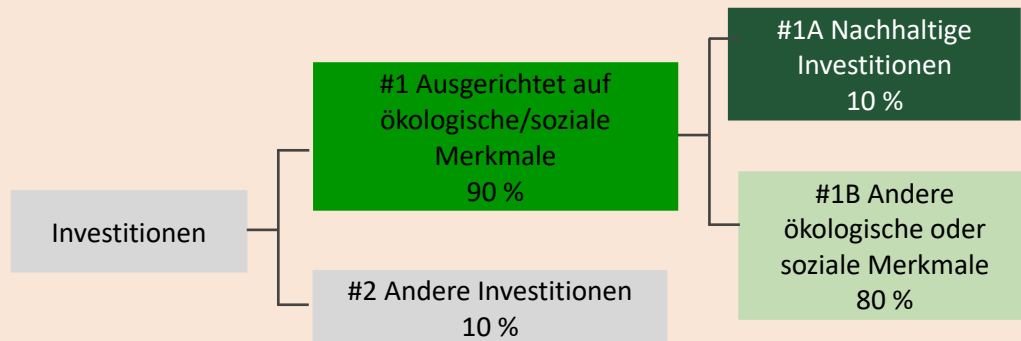 Investitionen
#1 Ausgerichtet auf
ökologische/soziale
Merkmale
90 %
#2 Andere Investitionen
10 %
#1A Nachhaltige
Investitionen
10 %
#1B Andere
ökologische oder
soziale Merkmale
80 %